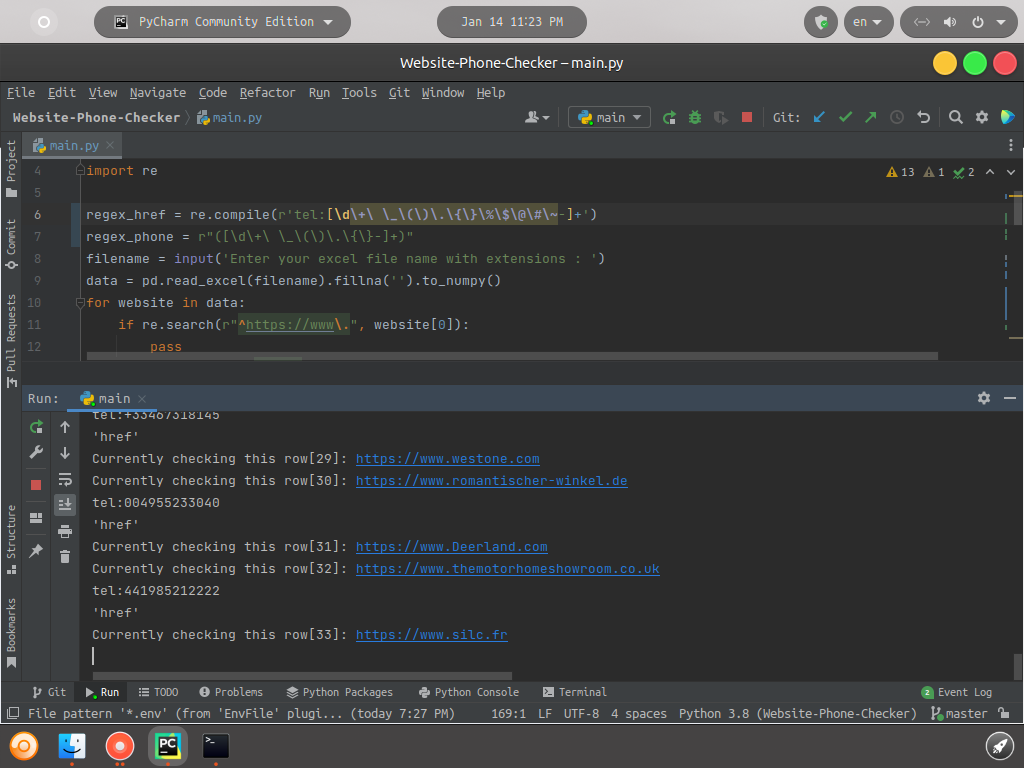 PyCharm Community Edition
Jan 14 11:23 PM
en
Website-Phone-Checker – main.py
File Edit View Navigate Code Refactor Run Tools Git Window Help
Website-Phone-Checker main.py
main
Git:
Project
Commit
Pull Requests
Structure
Bookmarks
main.py
13 1 2
4 import re
5
6 regex_href = re.compile(r'tel:[\d\+\ \_\(\)\.\{\}\%\$\@\#\~-]+')
7 regex_phone = r"([\d\+\ \_\(\)\.\{\}-]+)"
8 filename = input('Enter your excel file name with extensions : ')
9 data = pd.read_excel(filename).fillna('').to_numpy()
10 for website in data:
11 if re.search(r"^https://www\.", website[0]):
12 pass
Run: main
tel:+33467318145
'href'
Currently checking this row[29]: https://www.westone.com
Currently checking this row[30]: https://www.romantischer-winkel.de
tel:004955233040
'href'
Currently checking this row[31]: https://www.Deerland.com
Currently checking this row[32]: https://www.themotorhomeshowroom.co.uk
tel:441985212222
'href'
Currently checking this row[33]: https://www.silc.fr
Git Run TODO Problems Python Packages Python Console Terminal 2 Event Log
File pattern '*.env' (from 'EnvFile' plugi... (today 7:27 PM) 169:1 LF UTF-8 4 spaces Python 3.8 (Website-Phone-Checker) master
PC